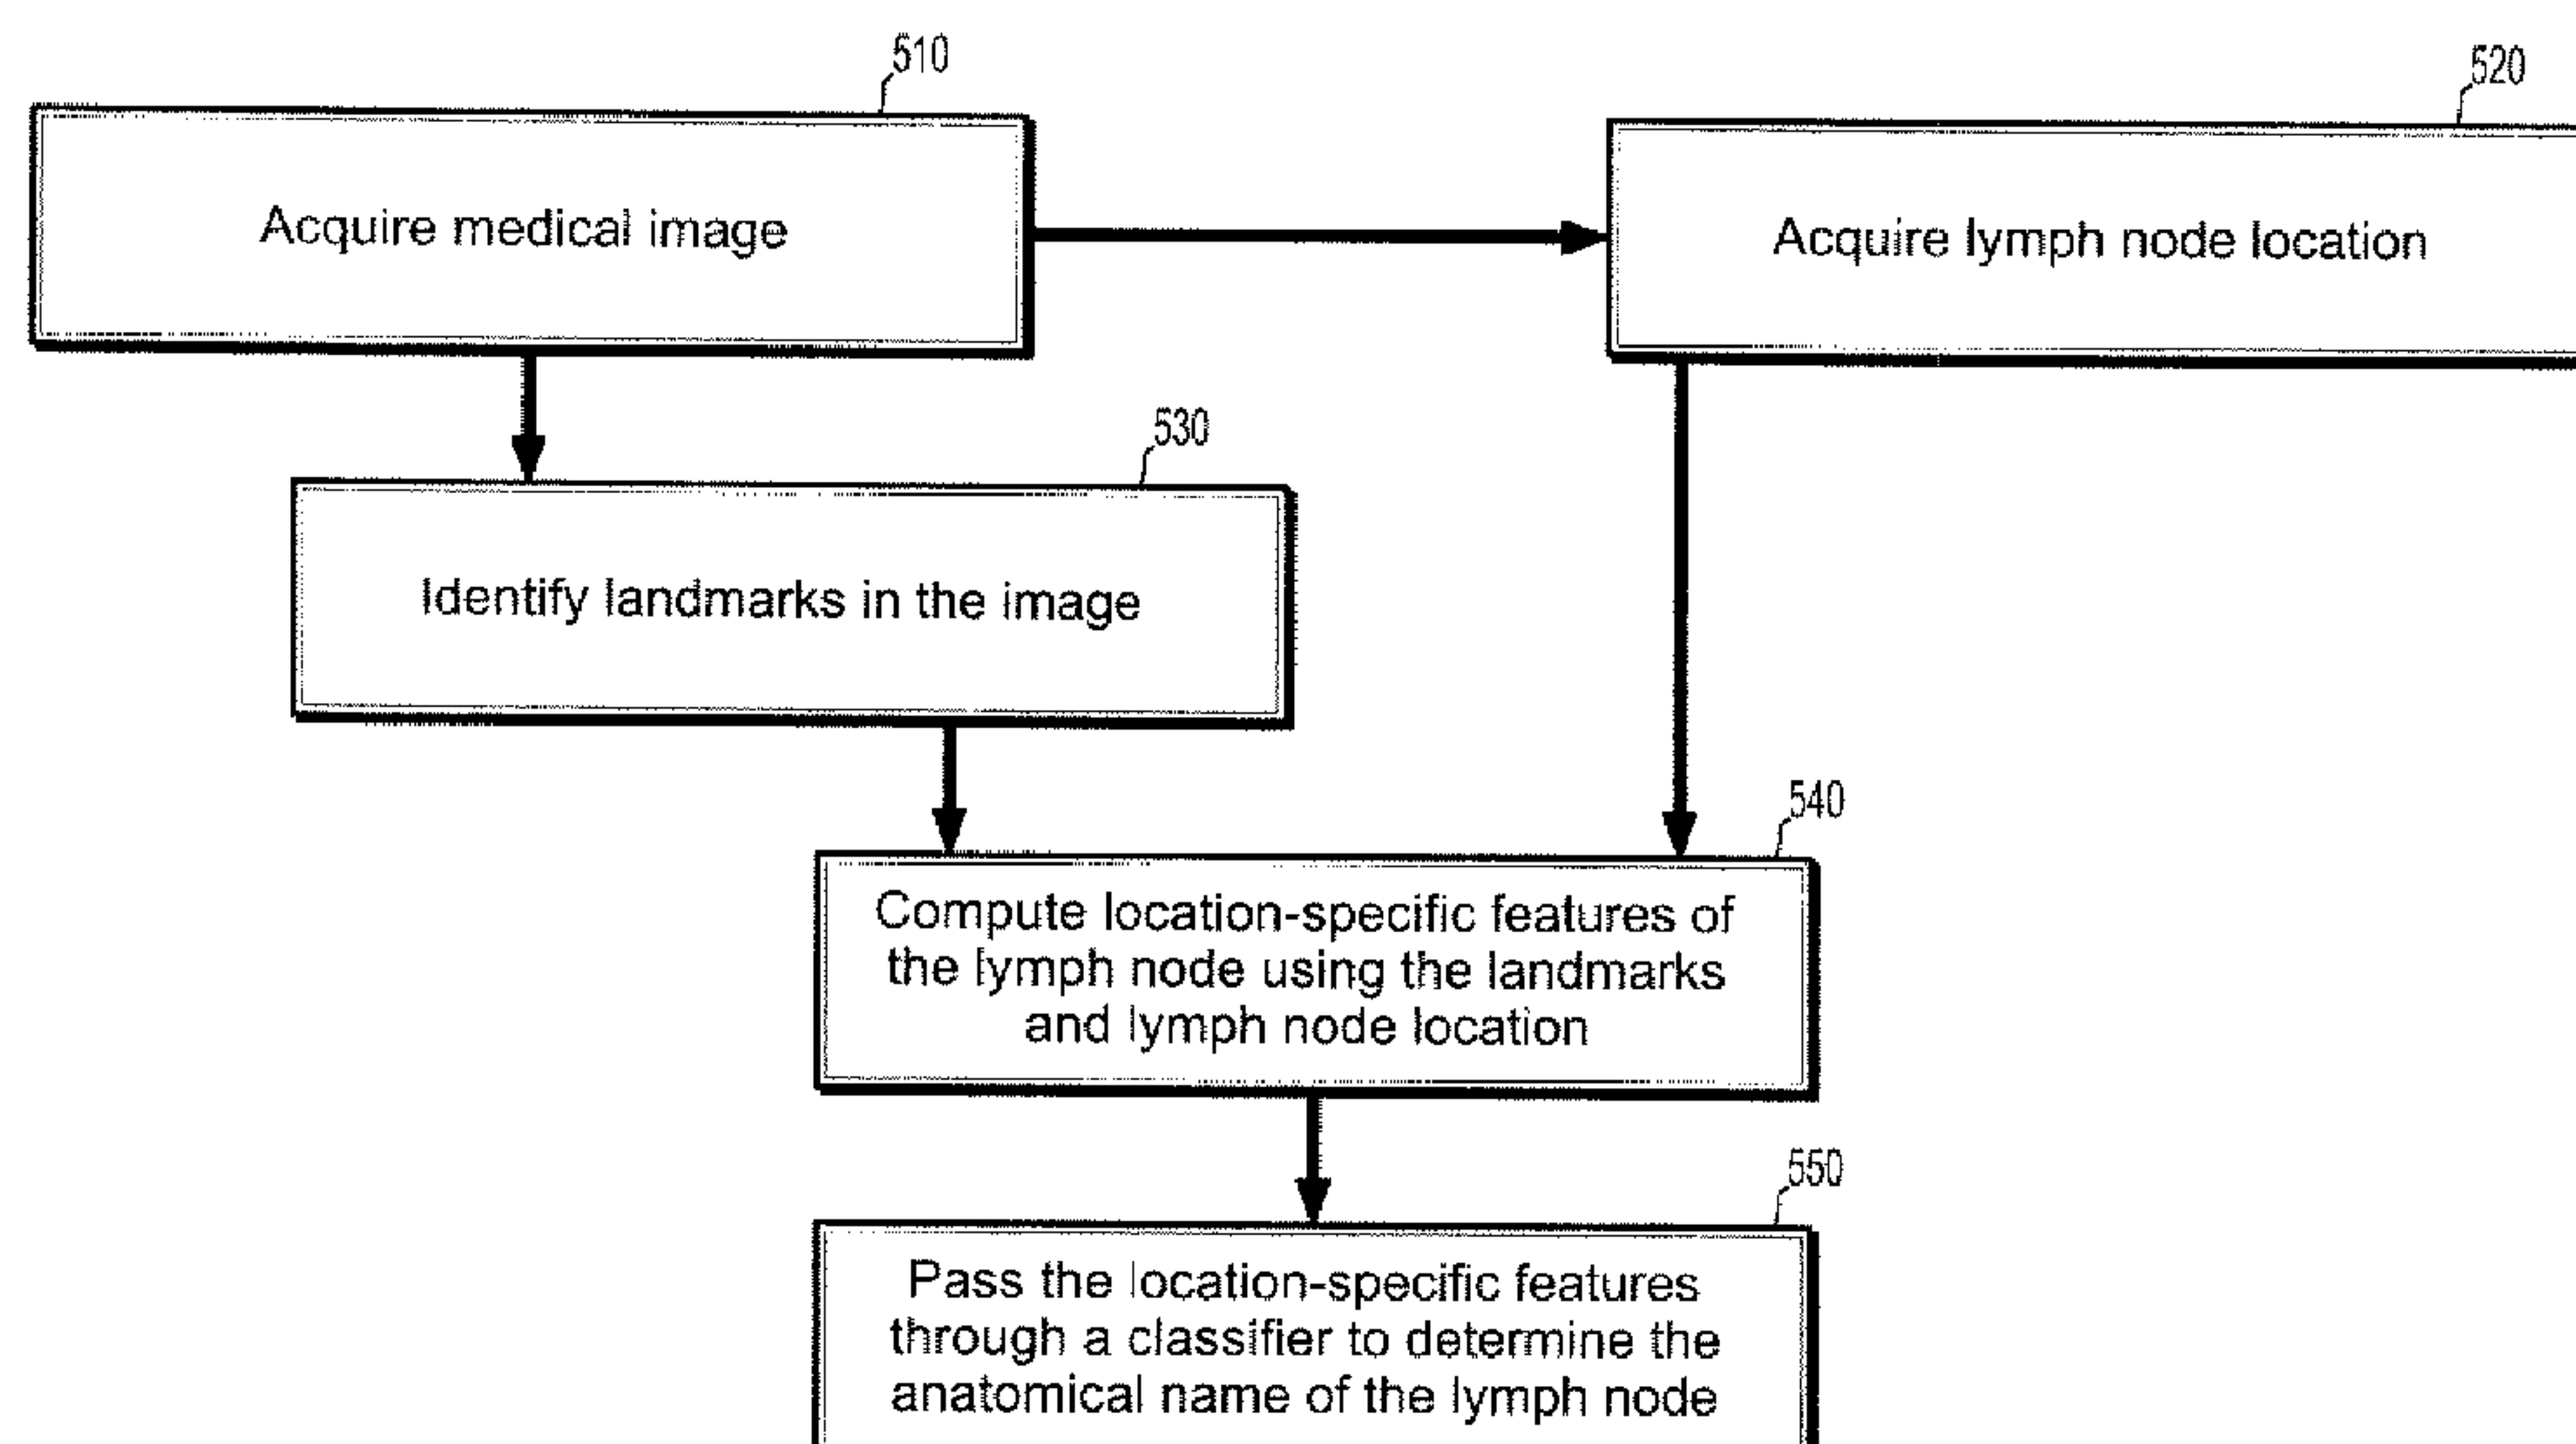 510
520
Acquire medical image
Acquire lymph node location
530
Identify landmarks in the image
540
Compute location-specific features of
the lymph node using the landmarks
and lymph node location
550
Pass the location-specific features
through a classifier to determine the
anatomical name of the lymph node